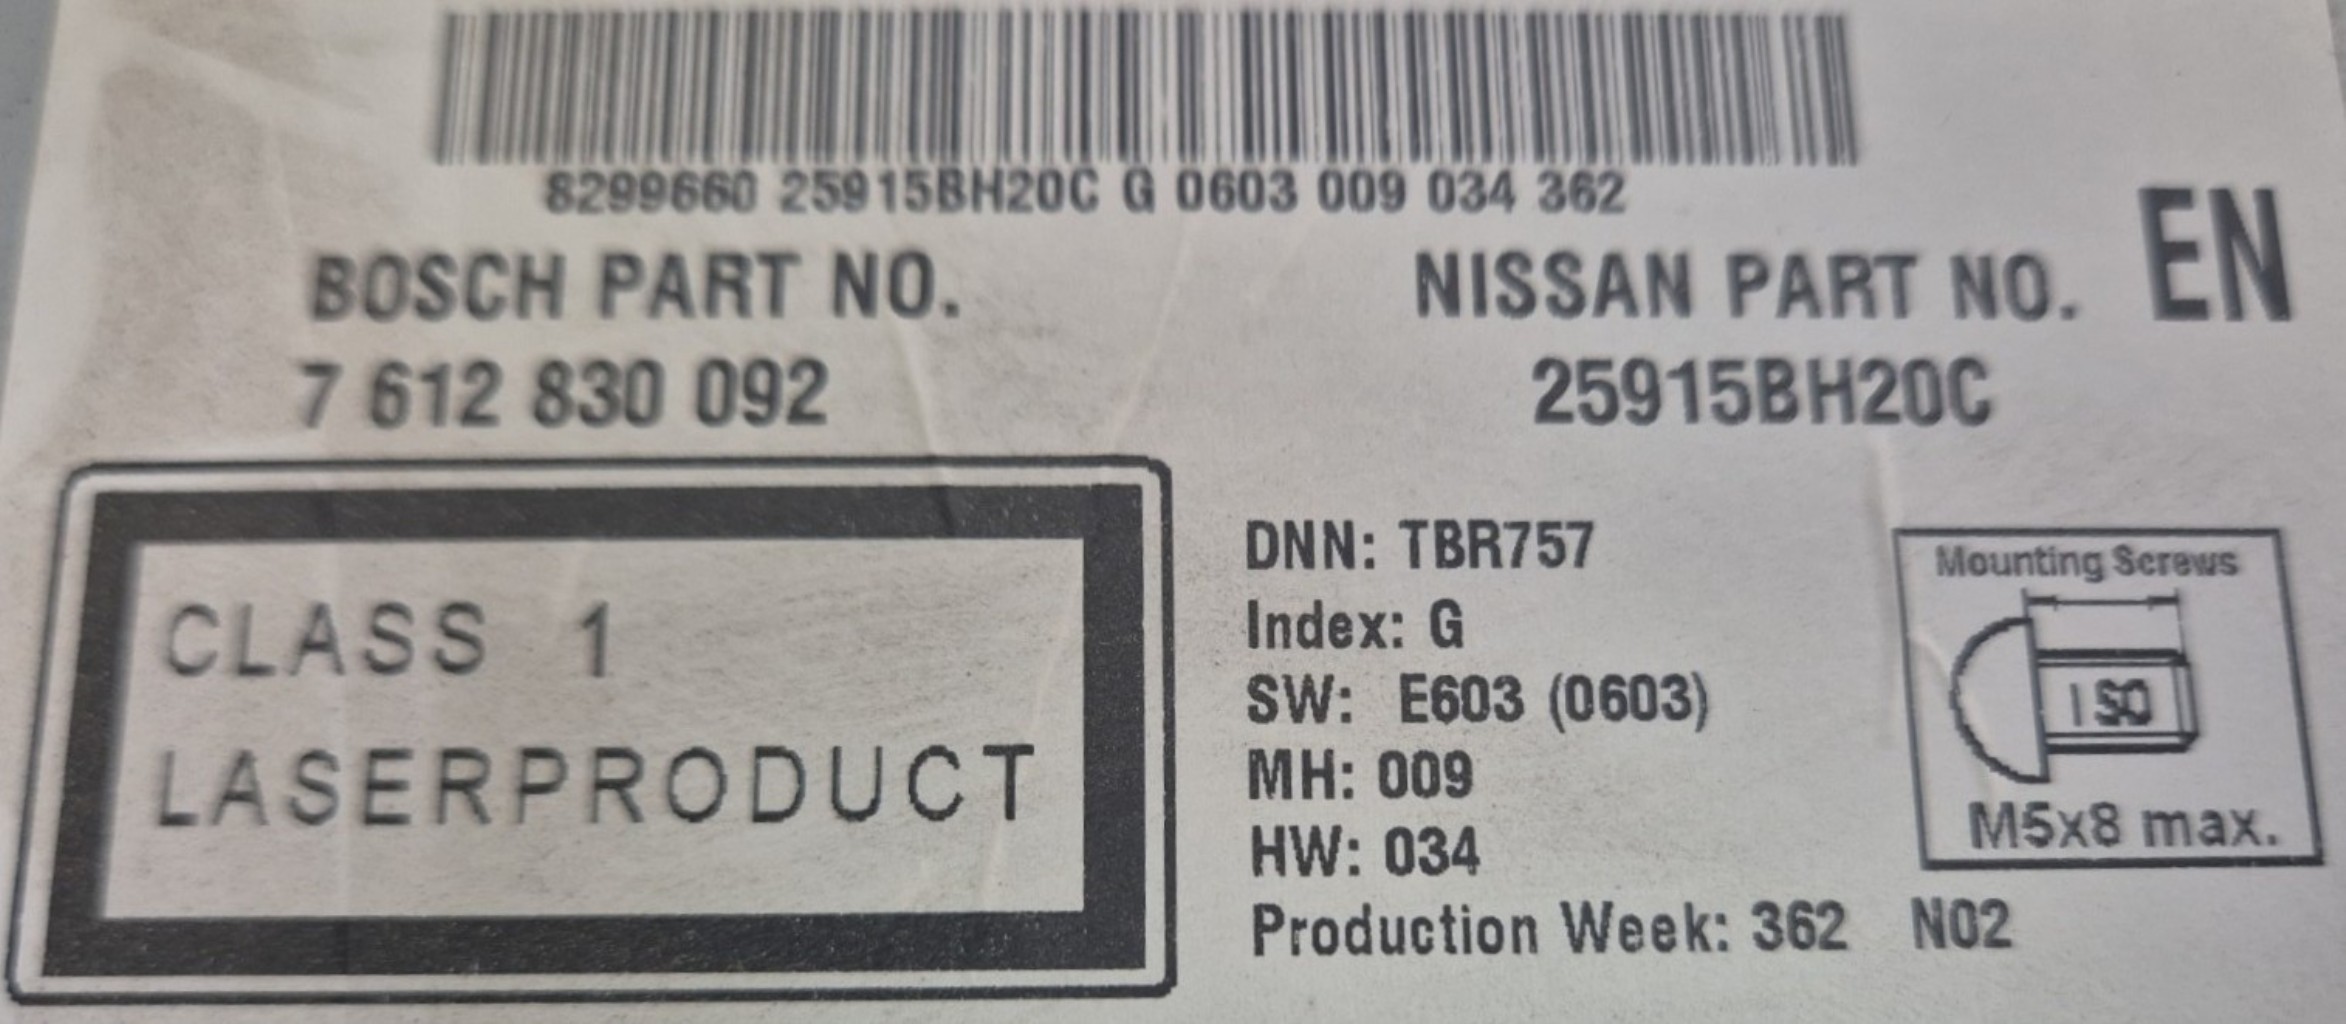 8299660 25915BH20C G 0603 009 034 362
BOSCH PART NO.
7 612 830 092
NISSAN PART NO.
25915BH20C
EN
CLASS 1
LASERPRODUCT
DNN: TBR757
Index: G
SW: E603 (0603)
MH: 009
HW: 034
Production Week: 362 N02
Mounting Screws
ISO
M5x8 max.